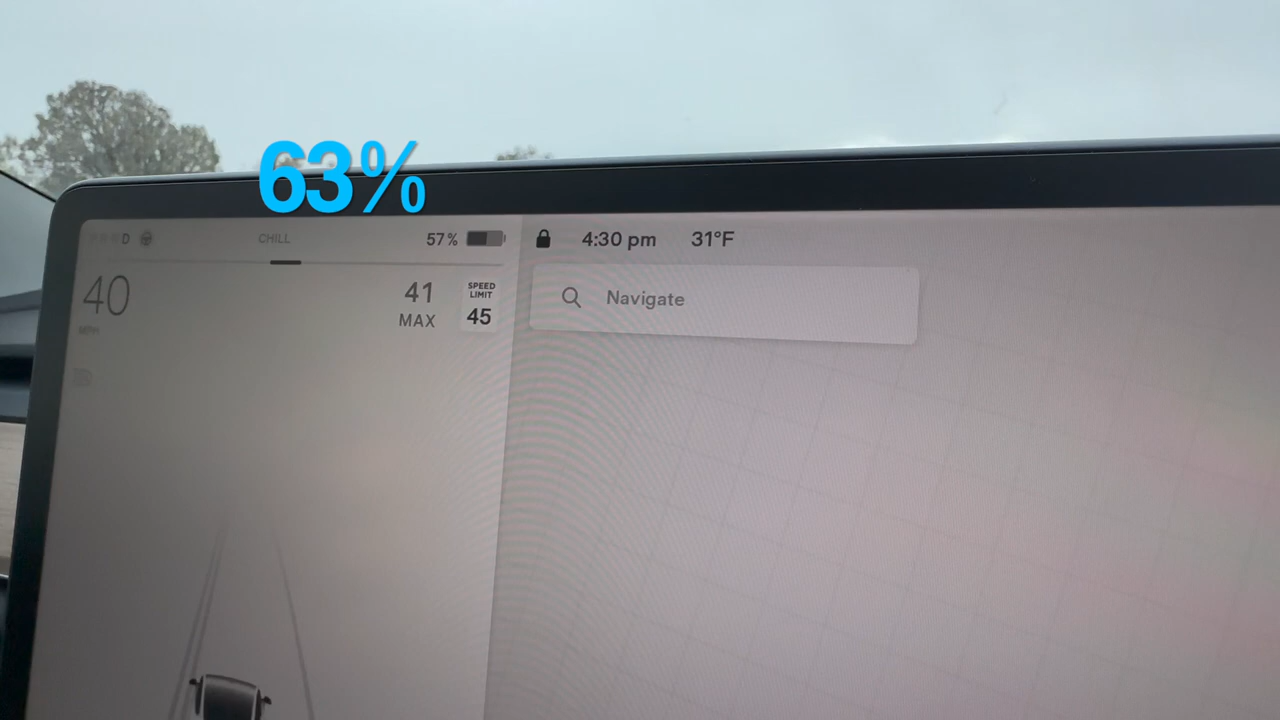 63%
D
CHILL
57%
4:30 pm
31°F
40
MPH
41
MAX
SPEED
LIMIT
45
Navigate